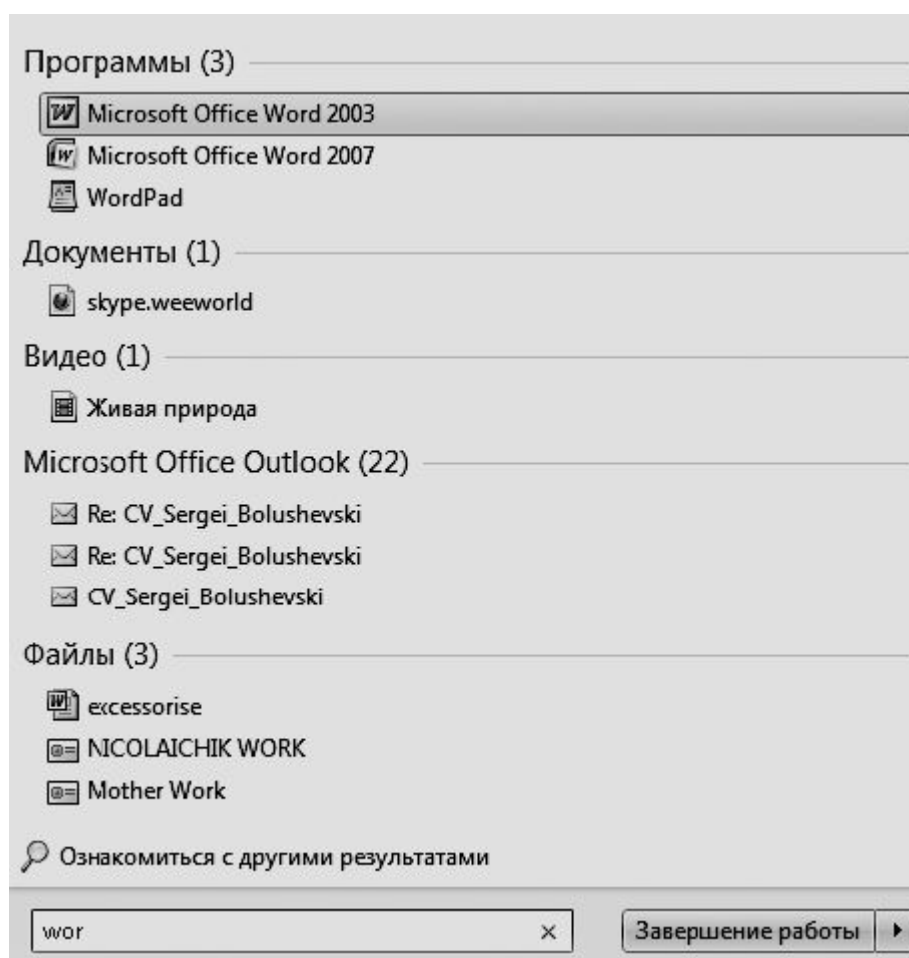 Программы (3)
Microsoft Office Word 2003
Microsoft Office Word 2007
WordPad
Документы (1)
skype.weeworld
Видео (1)
Живая природа
Microsoft Office Outlook (22)
Re: CV_Sergei_Bolushevski
Re: CV_Sergei_Bolushevski
CV_Sergei_Bolushevski
Файлы (3)
excessorise
NICOLAICHIK WORK
Mother Work
Ознакомиться с другими результатами
wor
Завершение работы